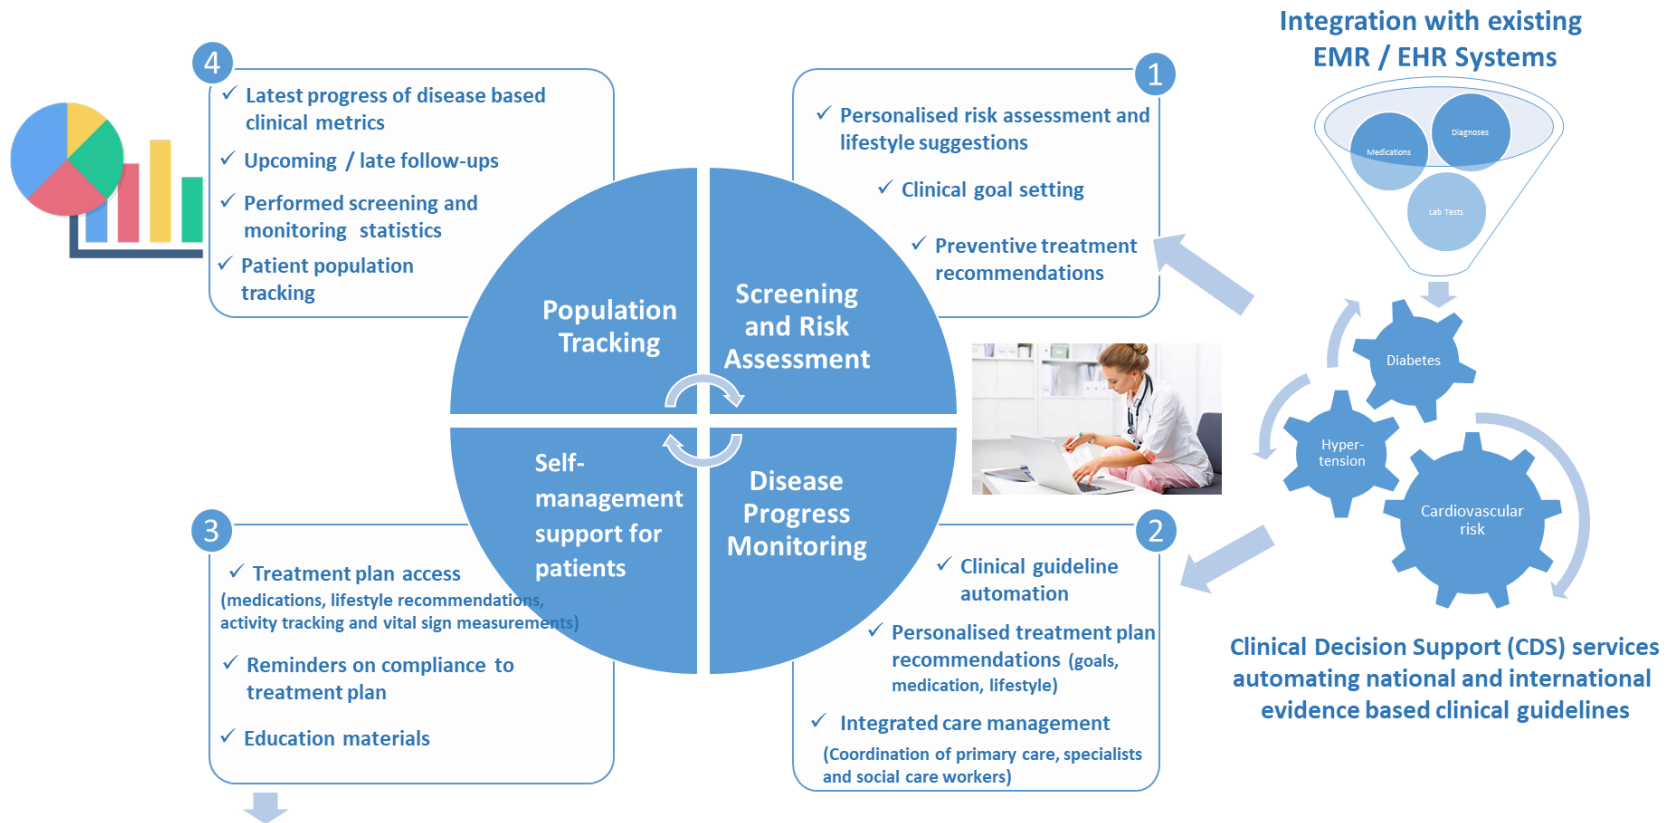 Integration with existing
EMR / EHR Systems
Medications
Diagnoses
Lab Tests
Diabetes
Hyper-
tension
Cardiovascular
risk
Clinical Decision Support (CDS) services
automating national and international
evidence based clinical guidelines
1
✓ Personalised risk assessment and
lifestyle suggestions
✓ Clinical goal setting
✓ Preventive treatment
recommendations
Screening
and Risk
Assessment
2
✓ Clinical guideline
automation
✓ Personalised treatment plan
recommendations (goals,
medication, lifestyle)
✓ Integrated care management
(Coordination of primary care, specialists
and social care workers)
Disease
Progress
Monitoring
3
✓ Treatment plan access
(medications, lifestyle recommendations,
activity tracking and vital sign measurements)
✓ Reminders on compliance to
treatment plan
✓ Education materials
Self-
management
support for
patients
4
✓ Latest progress of disease based
clinical metrics
✓ Upcoming / late follow-ups
✓ Performed screening and
monitoring statistics
✓ Patient population
tracking
Population
Tracking